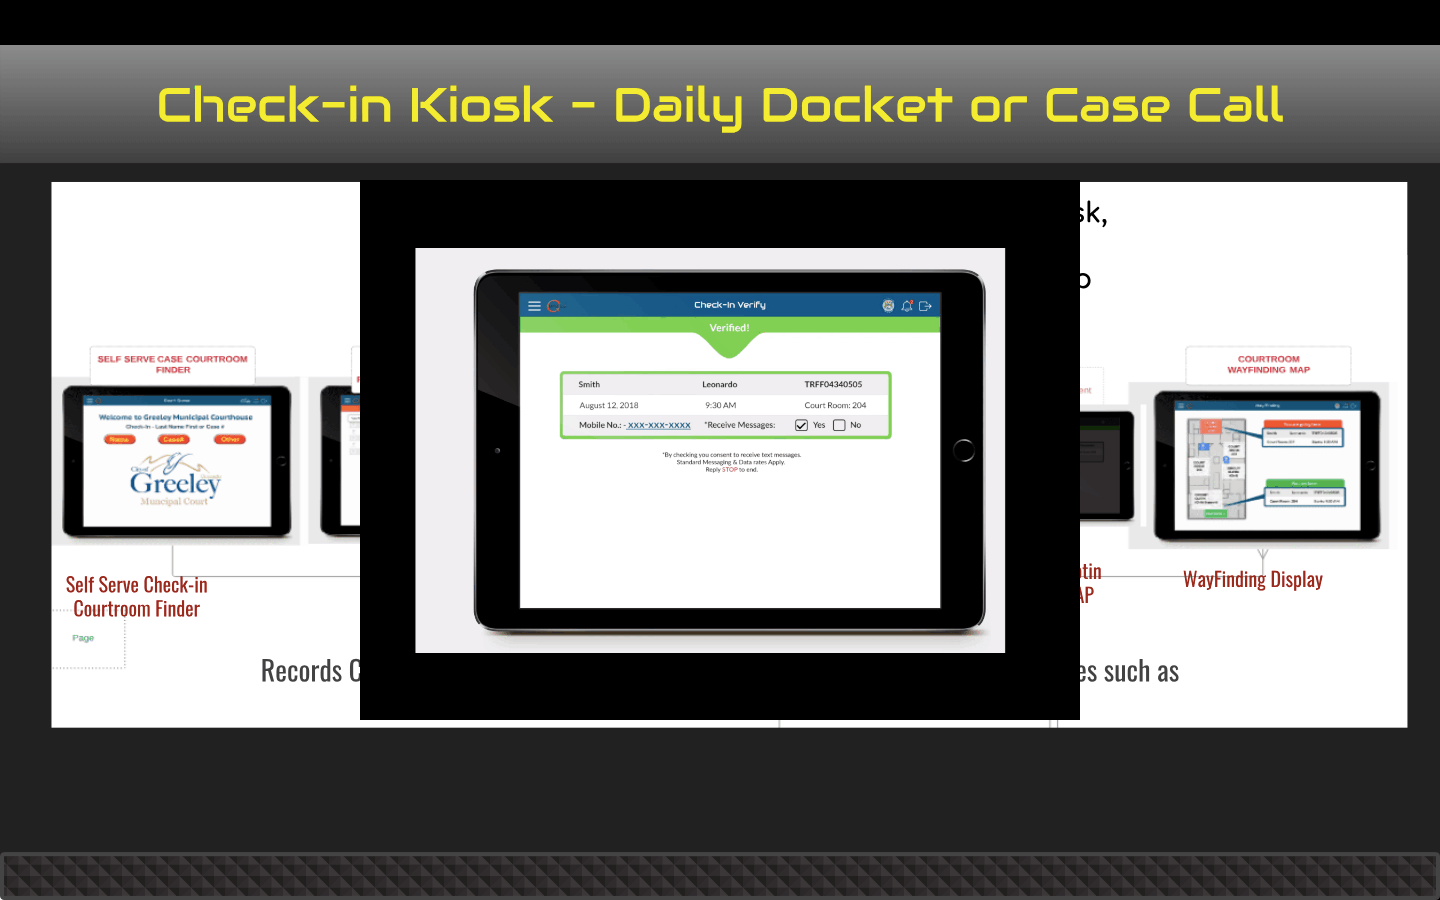 Check-in Kiosk - Daily Docket or Case Call
sk,
o
SELF SERVE CASE COURTROOM
FINDER
Welcome to Greeley Municipal Courthouse
Check-in - Last Name First or Case #
Name Case# Other
City of
Greeley
Municipal Court
Self Serve Check-in
Courtroom Finder
Page
Records C
Check-In Verify
Verified!
Smith Leonardo TRFF04340505
August 12, 2018 9:30 AM Court Room: 204
Mobile No.: - XXX-XXX-XXXX *Receive Messages: Yes No
*By checking you consent to receive text messages.
Standard Messaging & Data rates Apply.
Reply STOP to end.
COURTROOM
WAYFINDING MAP
Way Finding
tin
AP
WayFinding Display
es such as